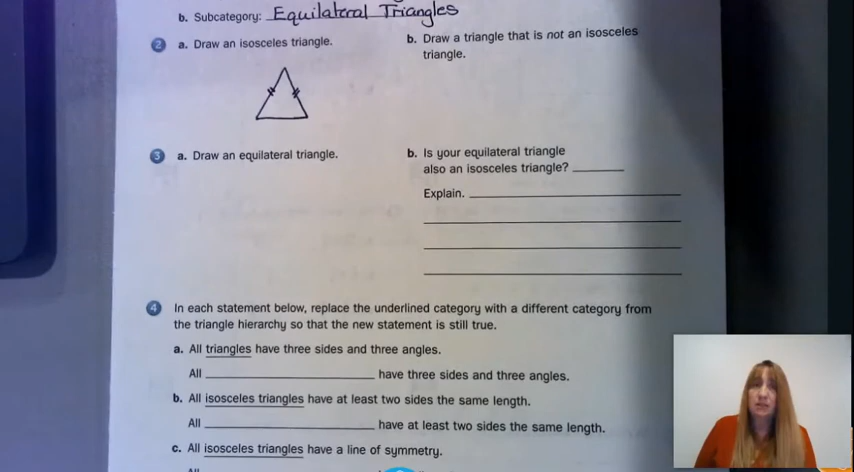 b. Subcategory: Equilateral Triangles
2 a. Draw an isosceles triangle.
b. Draw a triangle that is not an isosceles
triangle.
3 a. Draw an equilateral triangle.
b. Is your equilateral triangle
also an isosceles triangle?
Explain.
4 In each statement below, replace the underlined category with a different category from
the triangle hierarchy so that the new statement is still true.
a. All triangles have three sides and three angles.
All have three sides and three angles.
b. All isosceles triangles have at least two sides the same length.
All have at least two sides the same length.
c. All isosceles triangles have a line of symmetry.